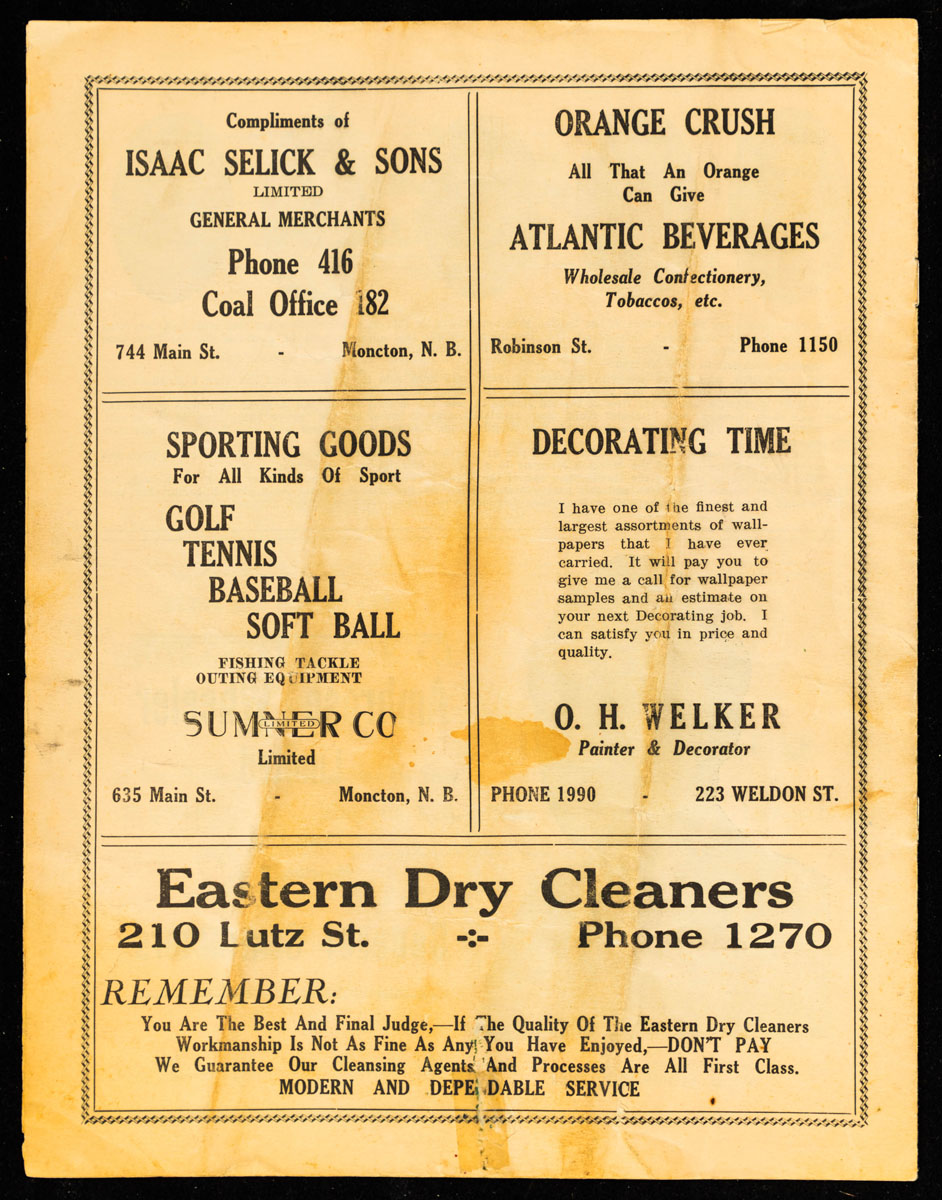 Compliments of
ISAAC SELICK & SONS
LIMITED
GENERAL MERCHANTS
Phone 416
Coal Office 182
744 Main St. - Moncton, N. B.
ORANGE CRUSH
All That An Orange
Can Give
ATLANTIC BEVERAGES
Wholesale Confectionery,
Tobaccos, etc.
Robinson St. - Phone 1150
SPORTING GOODS
For All Kinds Of Sport
GOLF
TENNIS
BASEBALL
SOFT BALL
FISHING TACKLE
OUTING EQUIPMENT
SUMNER CO
LIMITED
Limited
635 Main St. - Moncton, N. B.
DECORATING TIME
I have one of the finest and
largest assortments of wall-
papers that I have ever
carried. It will pay you to
give me a call for wallpaper
samples and an estimate on
your next Decorating job. I
can satisfy you in price and
quality.
O. H. WELKER
Painter & Decorator
PHONE 1990 - 223 WELDON ST.
Eastern Dry Cleaners
210 Lutz St. -:- Phone 1270
REMEMBER:
You Are The Best And Final Judge,—If The Quality Of The Eastern Dry Cleaners
Workmanship Is Not As Fine As Any You Have Enjoyed,—DON'T PAY
We Guarantee Our Cleansing Agents And Processes Are All First Class.
MODERN AND DEPENDABLE SERVICE